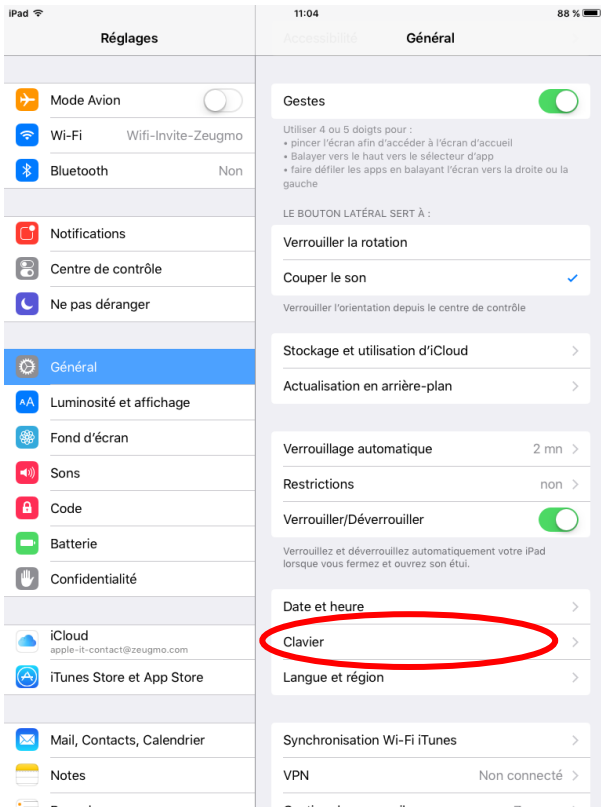 iPad 11:04 88 %
Réglages
Mode Avion
Wi-Fi Wifi-Invite-Zeugmo
Bluetooth Non
Notifications
Centre de contrôle
Ne pas déranger
Général
AA Luminosité et affichage
Fond d'écran
Sons
Code
Batterie
Confidentialité
iCloud
apple-it-contact@zeugmo.com
iTunes Store et App Store
Mail, Contacts, Calendrier
Notes
Accessibilité Général
Gestes
Utiliser 4 ou 5 doigts pour :
• pincer l'écran afin d'accéder à l'écran d'accueil
• Balayer vers le haut vers le sélecteur d'app
• faire défiler les apps en balayant l'écran vers la droite ou la
gauche
LE BOUTON LATÉRAL SERT À :
Verrouiller la rotation
Couper le son
Verrouiller l'orientation depuis le centre de contrôle
Stockage et utilisation d'iCloud
Actualisation en arrière-plan
Verrouillage automatique 2 mn
Restrictions non
Verrouiller/Déverrouiller
Verrouillez et déverrouillez automatiquement votre iPad
lorsque vous fermez et ouvrez son étui.
Date et heure
Clavier
Langue et région
Synchronisation Wi-Fi iTunes
VPN Non connecté